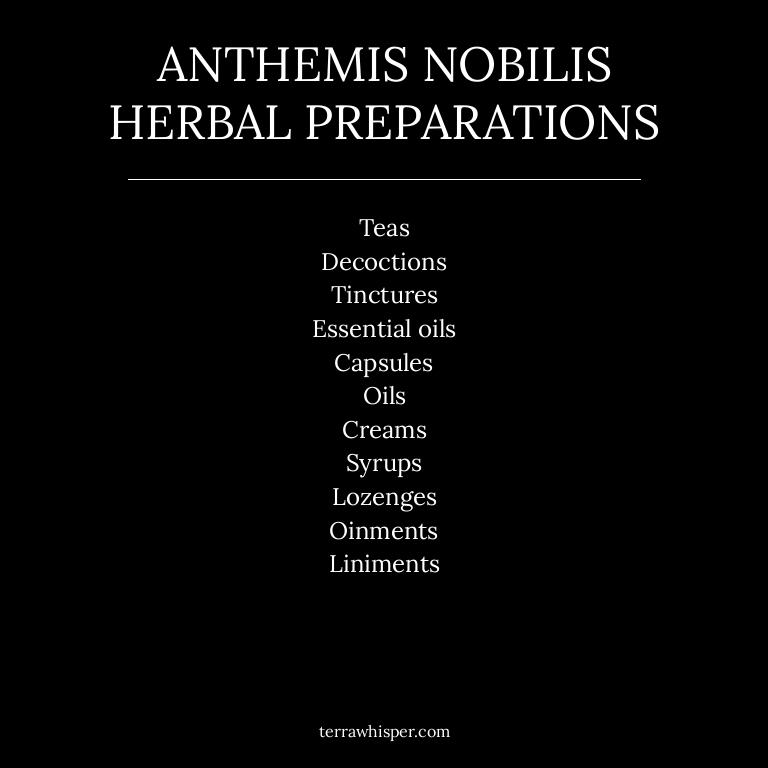 ANTHEMIS NOBILIS
HERBAL PREPARATIONS
Teas
Decoctions
Tinctures
Essential oils
Capsules
Oils
Creams
Syrups
Lozenges
Oinments
Liniments
terrawhisper.com